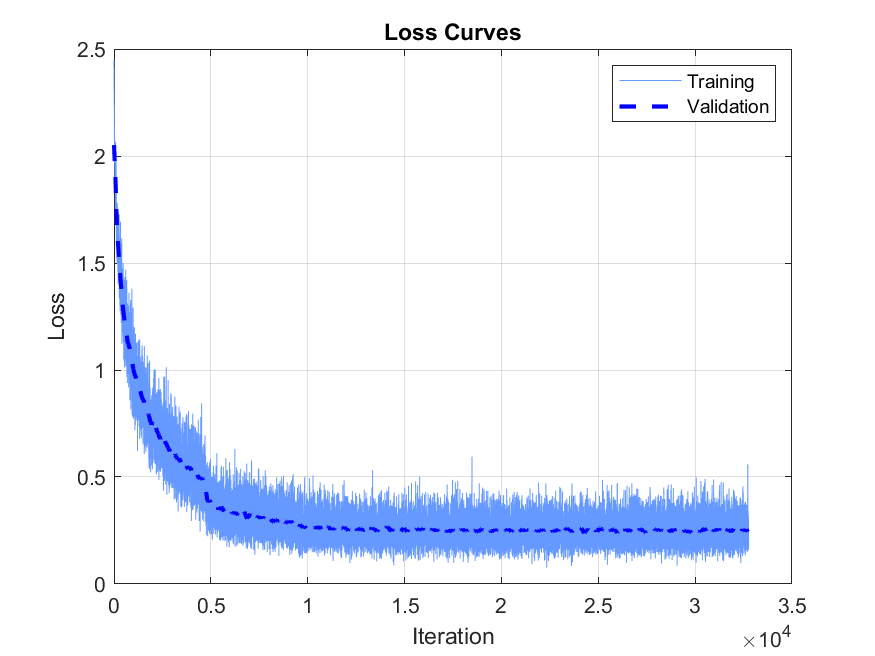 Loss Curves
2.5
2
1.5
1
0.5
0
Loss
Training
Validation
0 0.5 1 1.5 2 2.5 3 3.5
Iteration
×10⁴